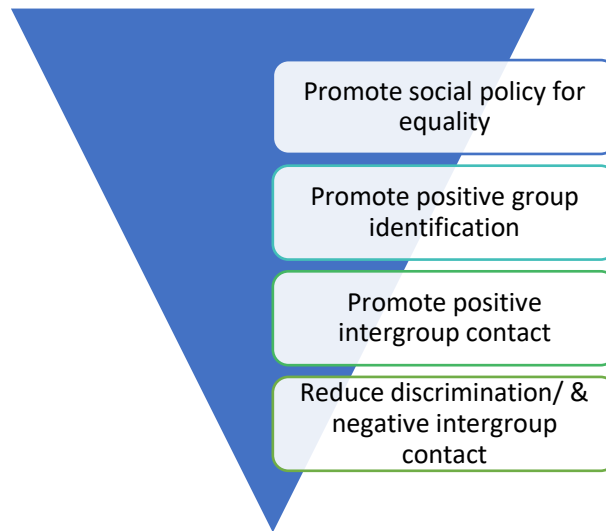 Promote social policy for
equality
Promote positive group
identification
Promote positive
intergroup contact
Reduce discrimination/ &
negative intergroup
contact